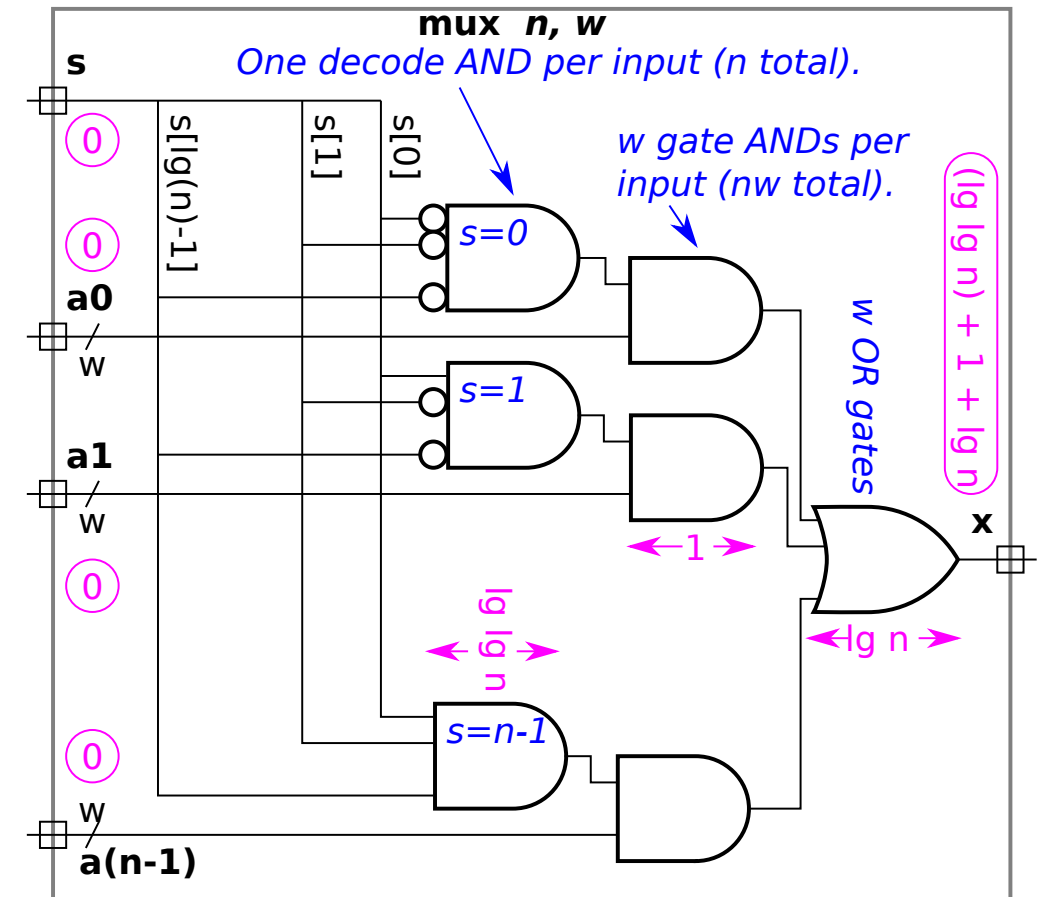 mux n, w
One decode AND per input (n total).
s
0
s[lg(n)-1]
s[1]
s[0]
w gate ANDs per
input (nw total).
(lg lg n) + 1 + lg n
0
s=0
a0
w
w OR gates
s=1
a1
w
x
1
0
lg lg n
lg n
s=n-1
0
w
a(n-1)